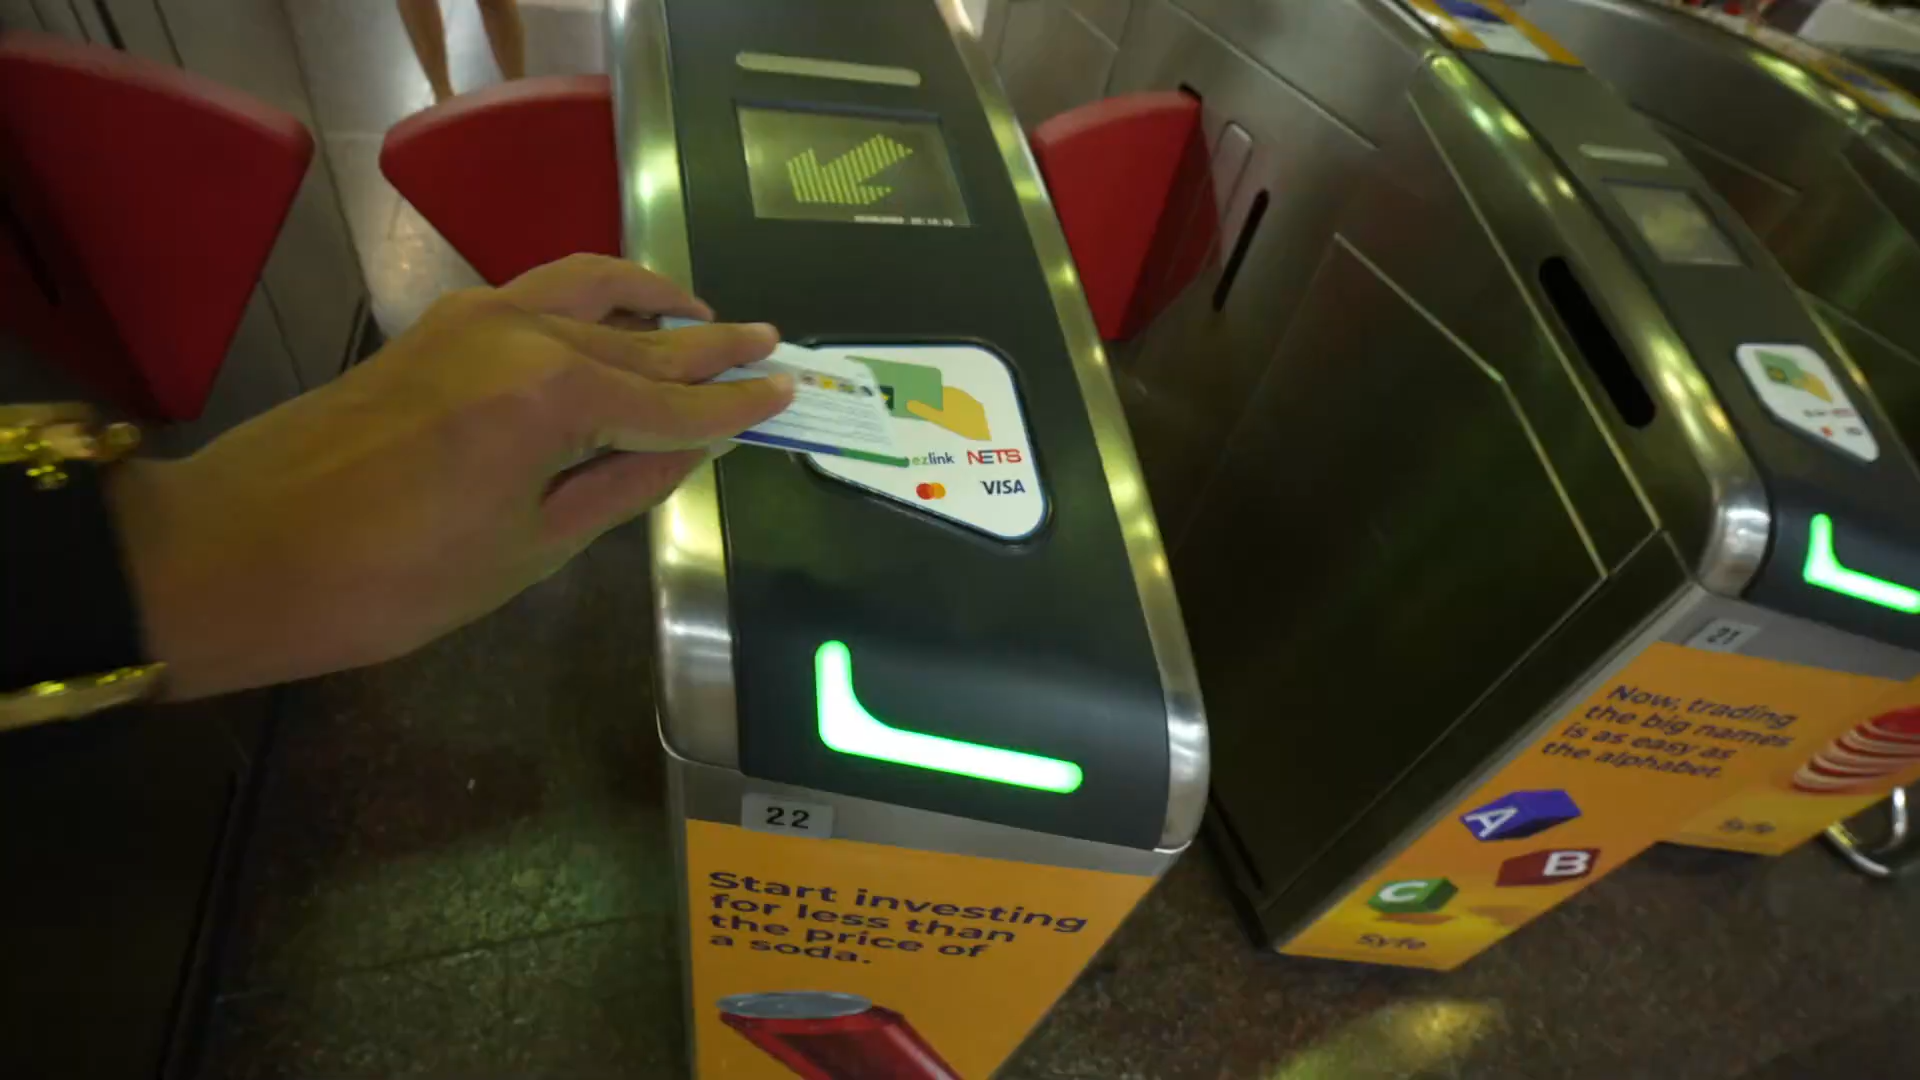 ezlink NETS
VISA
22
Start investing
for less than
the price of
a soda.
21
Now, trading
the big names
is as easy as
the alphabet.
A
B
C
Syfe
Syfe